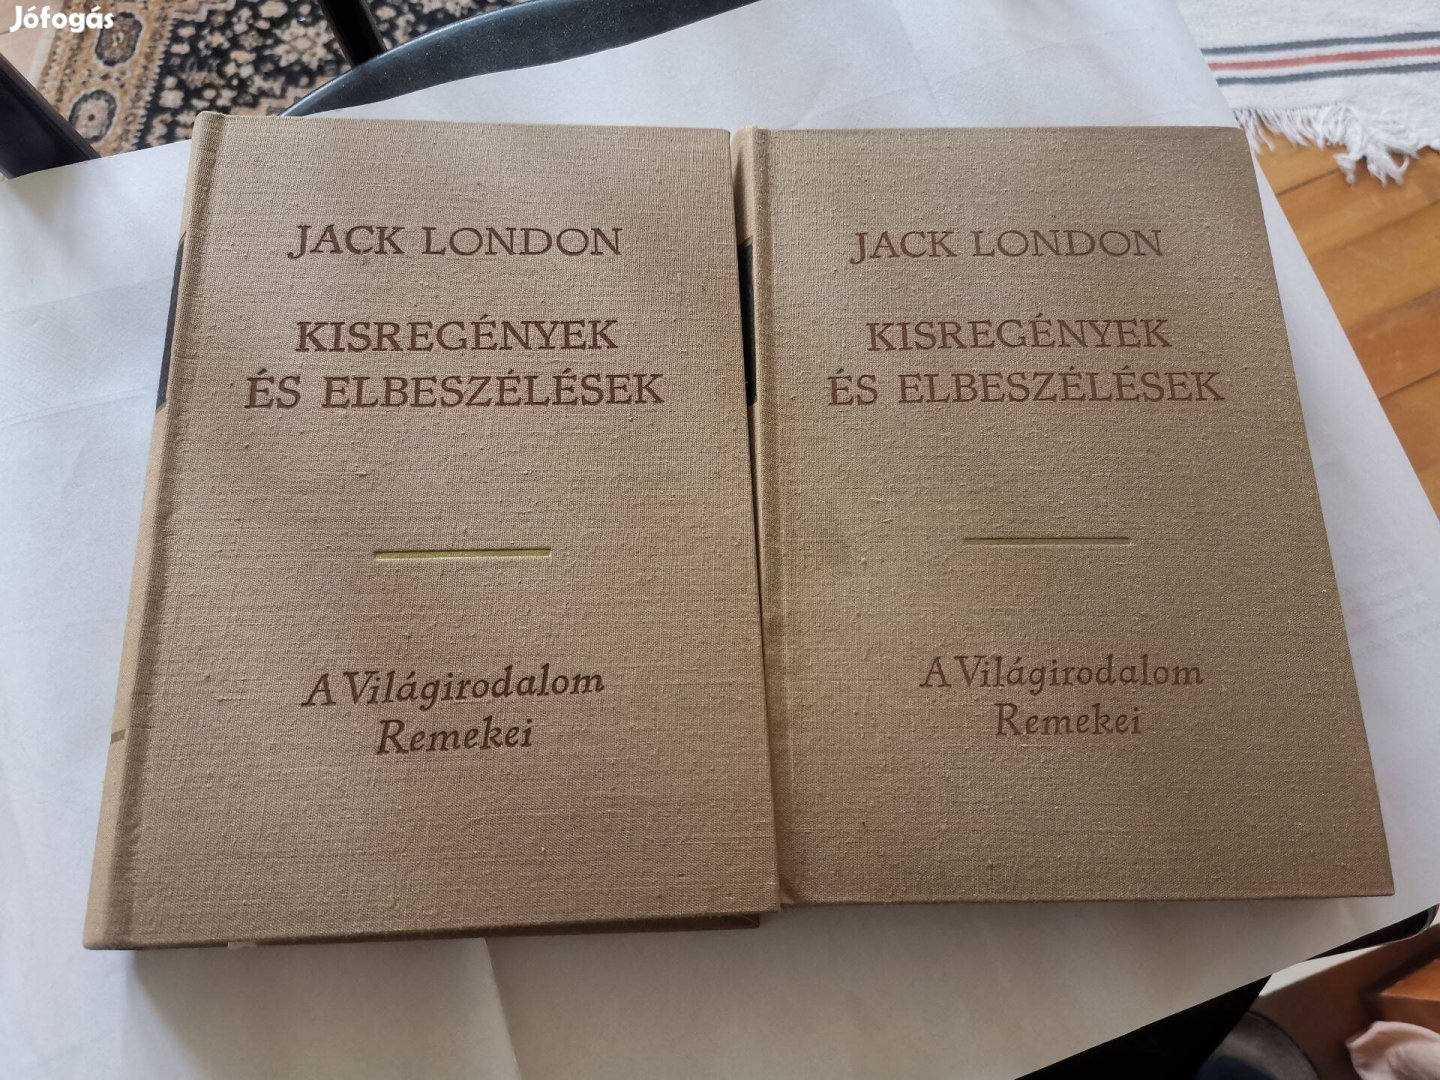 Jófogás
JACK LONDON
KISREGÉNYEK
ÉS ELBESZÉLÉSEK
A Világirodalom
Remekei
JACK LONDON
KISREGÉNYEK
ÉS ELBESZÉLÉSEK
A Világirodalom
Remekei